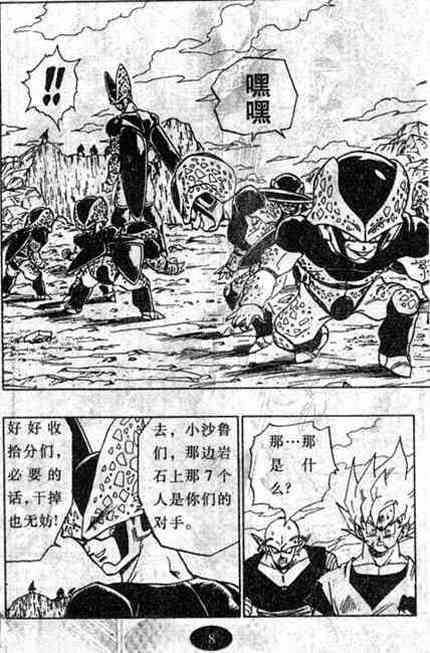 嘿
嘿
!!
那…那
是什
么?
去，小沙鲁
们，那边岩
石上那7个
人是你们的
对手。
好好收
拾分们，
必要的
话,干掉
也无妨!
8